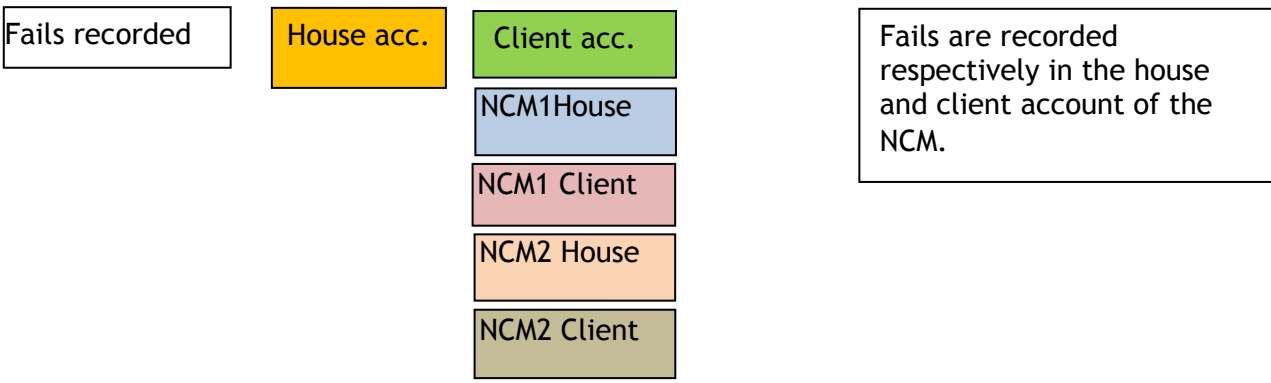 Fails recorded
House acc.
Client acc.
NCM1House
NCM1 Client
NCM2 House
NCM2 Client
Fails are recorded
respectively in the house
and client account of the
NCM.